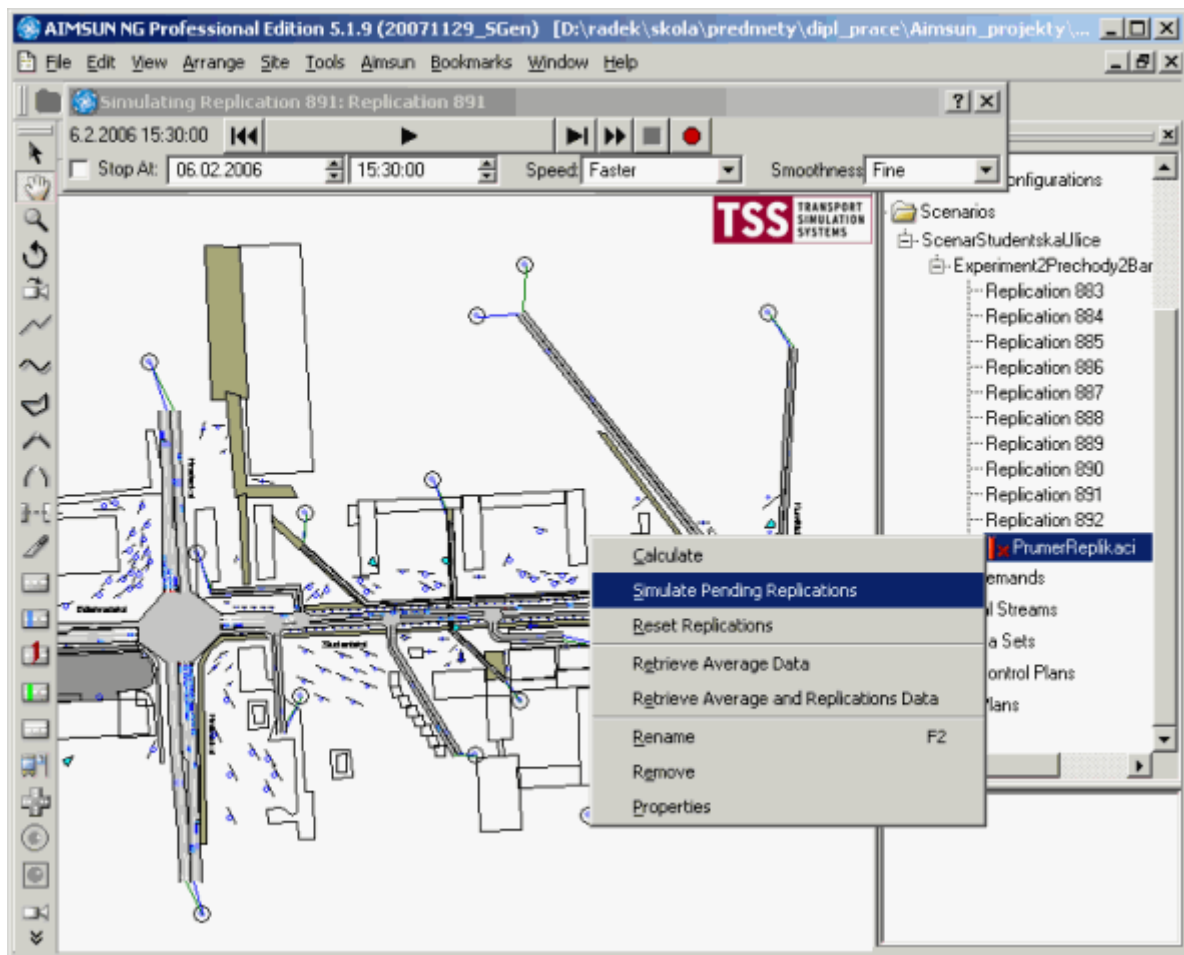 AIMSUN NG Professional Edition 5.1.9 (20071129_SGen) [D:\radek\skola\predmety\dipl_prace\Aimsun_projekty\...
File Edit View Arrange Site Tools Aimsun Bookmarks Window Help
Simulating Replication 891: Replication 891
6.2.2006 15:30:00
Stop At: 06.02.2006 15:30:00 Speed: Faster Smoothness Fine
TSS TRANSPORT SIMULATION SYSTEMS
onfigurations
Scenarios
ScenarStudentskaUlice
Experiment2Prechody2Bar
Replication 883
Replication 884
Replication 885
Replication 886
Replication 887
Replication 888
Replication 889
Replication 890
Replication 891
Replication 892
PrumerReplikaci
emands
l Streams
a Sets
ontrol Plans
lans
Calculate
Simulate Pending Replications
Reset Replications
Retrieve Average Data
Retrieve Average and Replications Data
Rename F2
Remove
Properties
Studentská